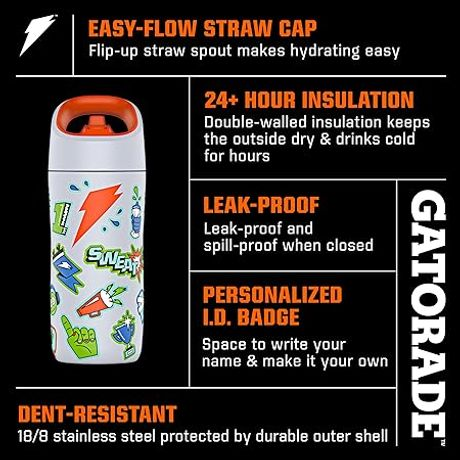 EASY-FLOW STRAW CAP
Flip-up straw spout makes hydrating easy
24+ HOUR INSULATION
Double-walled insulation keeps
the outside dry & drinks cold
for hours
LEAK-PROOF
Leak-proof and
spill-proof when closed
PERSONALIZED
I.D. BADGE
Space to write your
name & make it your own
GATORADE™
SWEAT
DENT-RESISTANT
18/8 stainless steel protected by durable outer shell